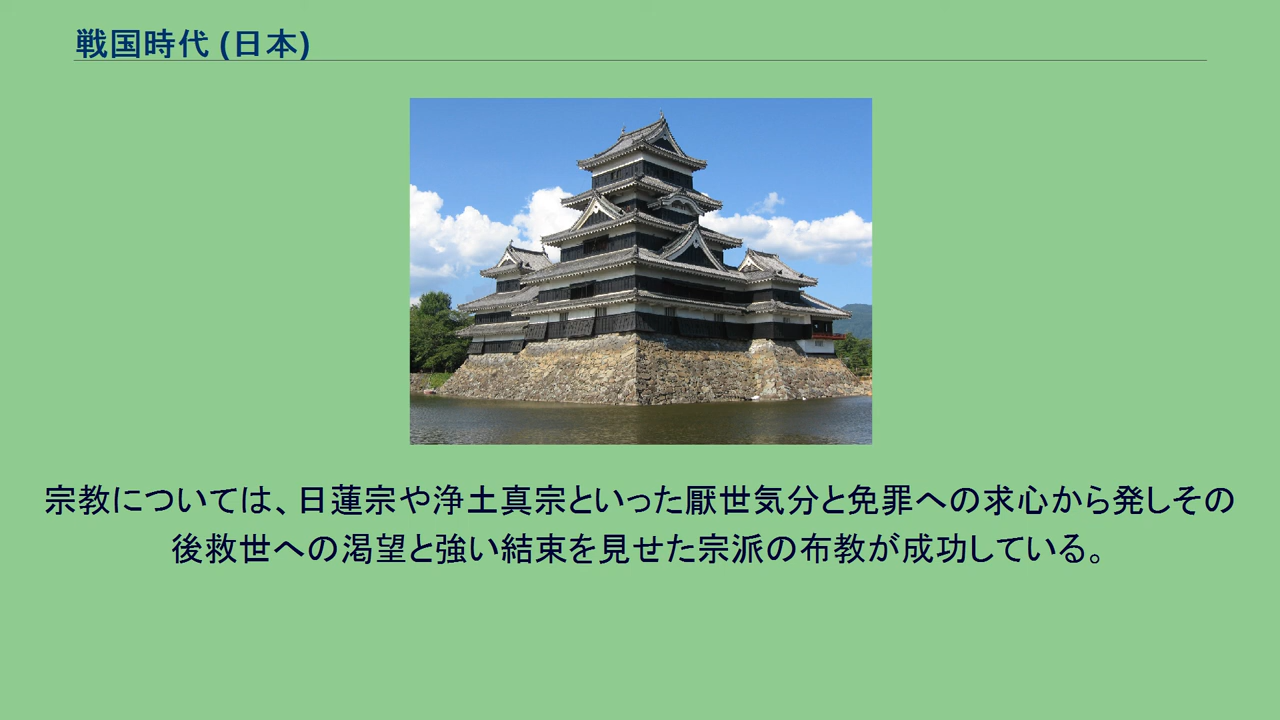 戦国時代 (日本)
宗教については、日蓮宗や浄土真宗といった厭世気分と免罪への求心から発しその
後救世への渇望と強い結束を見せた宗派の布教が成功している。